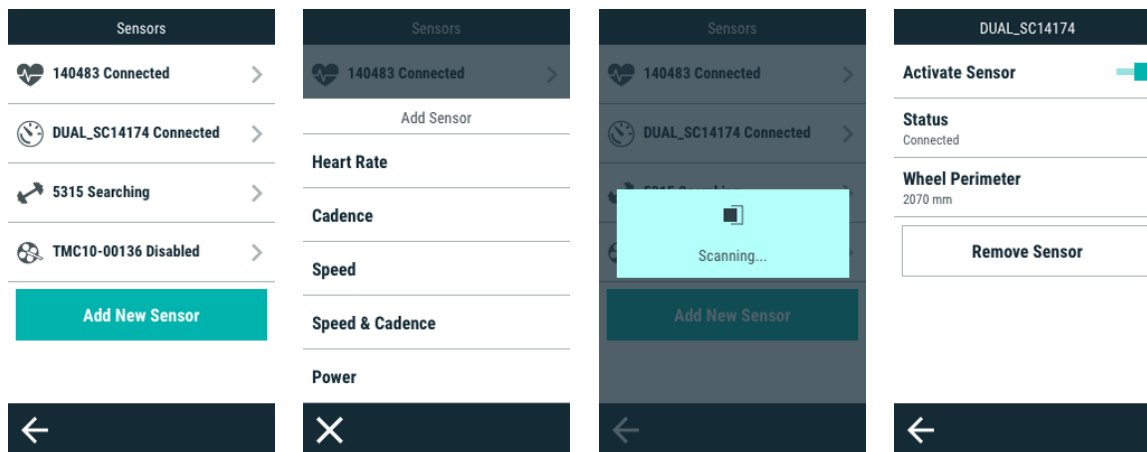 Sensors
140483 Connected
DUAL_SC14174 Connected
5315 Searching
TMC10-00136 Disabled
Add New Sensor
Sensors
140483 Connected
Add Sensor
Heart Rate
Cadence
Speed
Speed & Cadence
Power
Sensors
140483 Connected
DUAL_SC14174 Connected
5315 Searching
Scanning...
Add New Sensor
DUAL_SC14174
Activate Sensor
Status
Connected
Wheel Perimeter
2070 mm
Remove Sensor